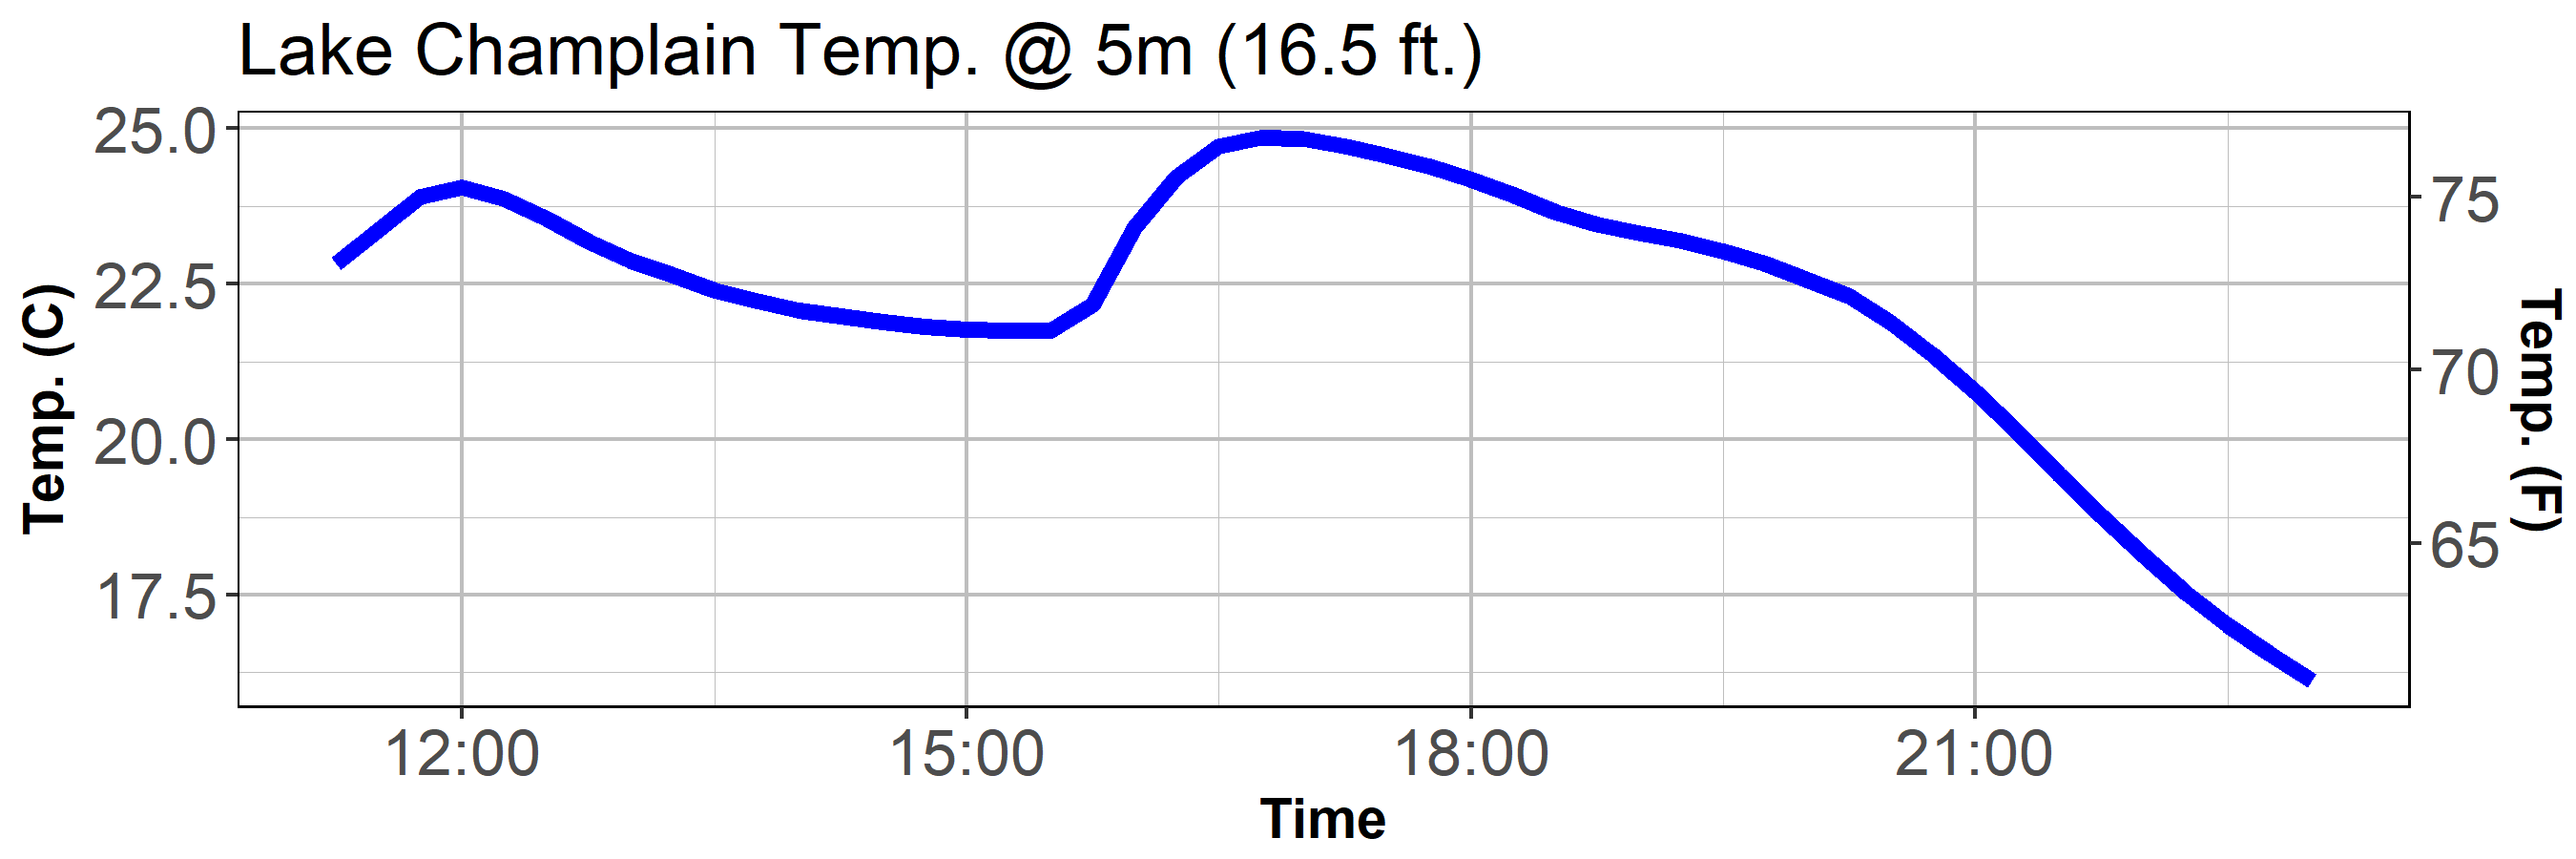 Lake Champlain Temp. @ 5m (16.5 ft.)
Temp. (C)
25.0
22.5
20.0
17.5
75
70
65
Temp. (F)
12:00 15:00 18:00 21:00
Time